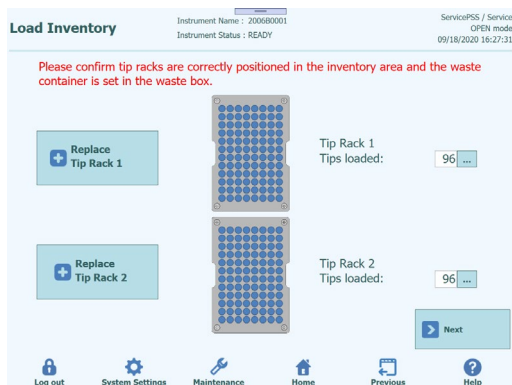 Load Inventory
Instrument Name : 2006B0001
Instrument Status : READY
ServicePSS / Service
OPEN mode
09/18/2020 16:27:31
Please confirm tip racks are correctly positioned in the inventory area and the waste
container is set in the waste box.
Replace
Tip Rack 1
Tip Rack 1
Tips loaded:
96 ...
Replace
Tip Rack 2
Tip Rack 2
Tips loaded:
96 ...
Next
Log out
System Settings
Maintenance
Home
Previous
Help